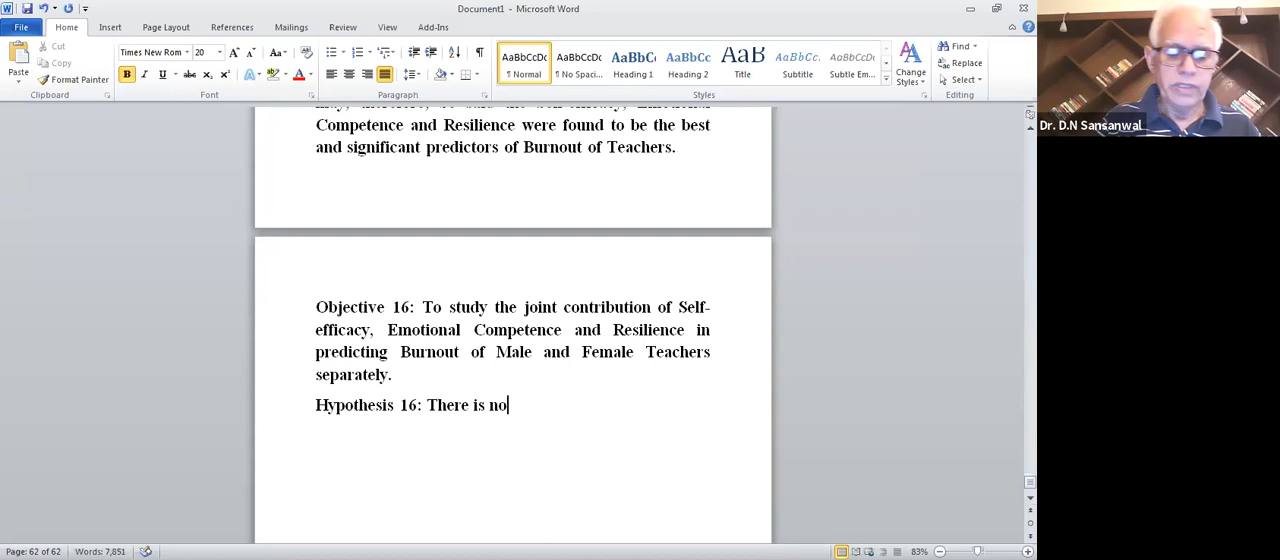 Document1 - Microsoft Word
File Home Insert Page Layout References Mailings Review View Add-Ins
Paste
Cut
Copy
Format Painter
Clipboard
Times New Rom 20
Font
Paragraph
AaBbCcDc AaBbCcDc AaBbCc AaBbCc AaB AaBbCc. AaBbCcDc
¶ Normal ¶ No Spaci... Heading 1 Heading 2 Title Subtitle Subtle Em...
Styles
Change Styles
Find
Replace
Select
Editing
Dr. D.N Sansanwal
Competence and Resilience were found to be the best
and significant predictors of Burnout of Teachers.
Objective 16: To study the joint contribution of Self-
efficacy, Emotional Competence and Resilience in
predicting Burnout of Male and Female Teachers
separately.
Hypothesis 16: There is no
Page: 62 of 62 Words: 7,851 83%